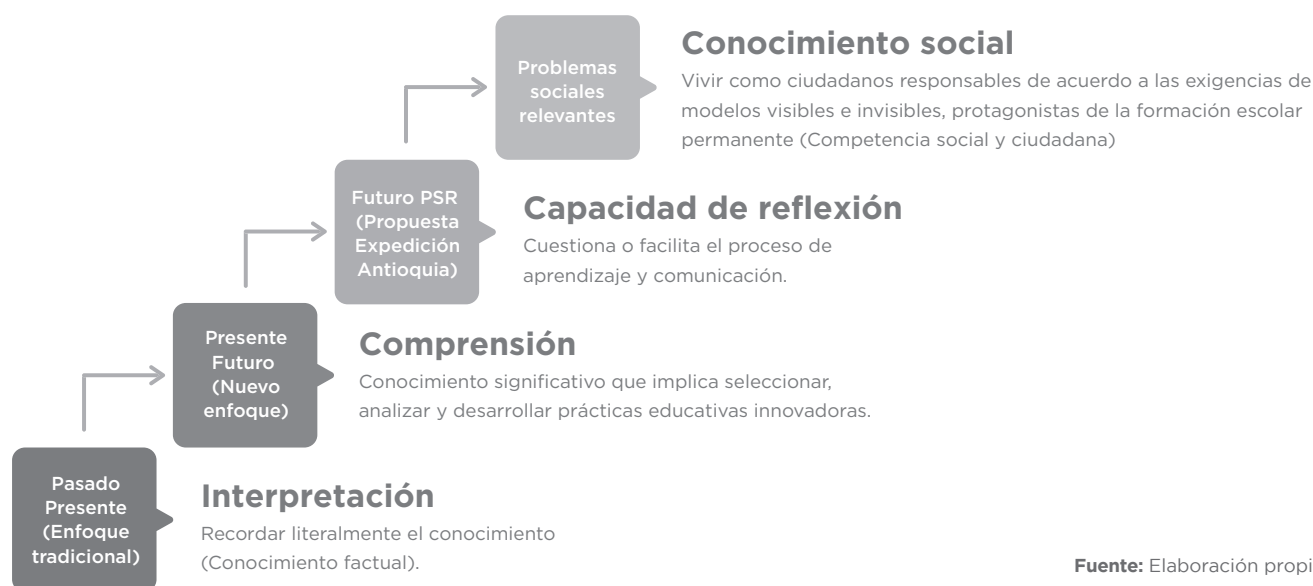 Problemas
sociales
relevantes
Conocimiento social
Vivir como ciudadanos responsables de acuerdo a las exigencias de
modelos visibles e invisibles, protagonistas de la formación escolar
permanente (Competencia social y ciudadana)
Futuro PSR
(Propuesta
Expedición
Antioquia)
Capacidad de reflexión
Cuestiona o facilita el proceso de
aprendizaje y comunicación.
Presente
Futuro
(Nuevo
enfoque)
Comprensión
Conocimiento significativo que implica seleccionar,
analizar y desarrollar prácticas educativas innovadoras.
Pasado
Presente
(Enfoque
tradicional)
Interpretación
Recordar literalmente el conocimiento
(Conocimiento factual).
Fuente: Elaboración propi